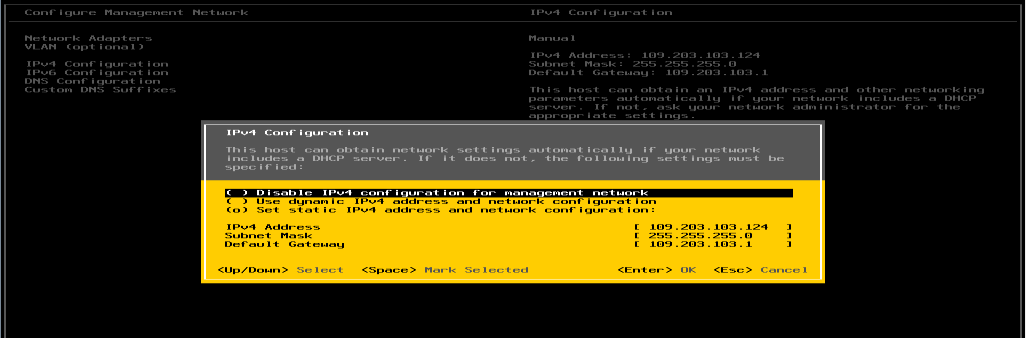 Configure Management Network
IPv4 Configuration
Network Adapters
VLAN (optional)
IPv4 Configuration
IPv6 Configuration
DNS Configuration
Custom DNS Suffixes
Manual
IPv4 Address: 109.203.103.124
Subnet Mask: 255.255.255.0
Default Gateway: 109.203.103.1
This host can obtain an IPv4 address and other networking
parameters automatically if your network includes a DHCP
server. If not, ask your network administrator for the
appropriate settings.
IPv4 Configuration
This host can obtain network settings automatically if your network
includes a DHCP server. If it does not, the following settings must be
specified:
( ) Disable IPv4 configuration for management network
( ) Use dynamic IPv4 address and network configuration
(o) Set static IPv4 address and network configuration:
IPv4 Address [ 109.203.103.124 ]
Subnet Mask [ 255.255.255.0 ]
Default Gateway [ 109.203.103.1 ]
<Up/Down> Select <Space> Mark Selected <Enter> OK <Esc> Cancel